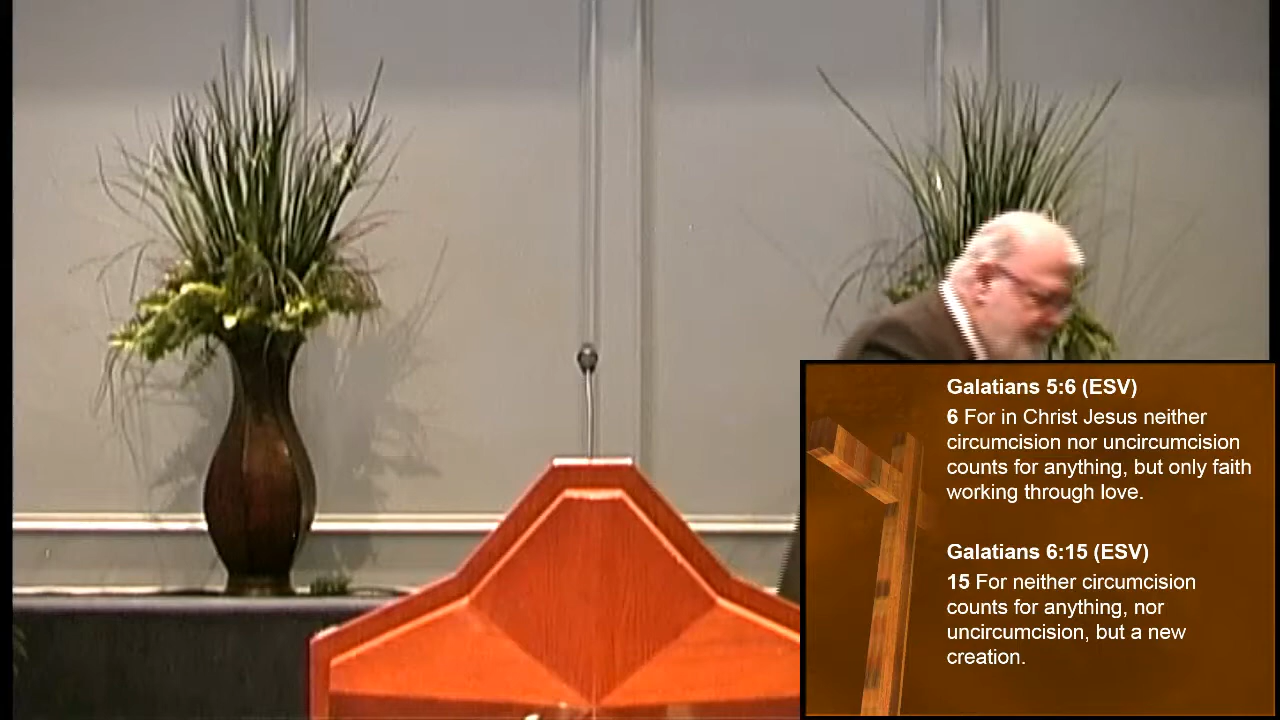 Galatians 5:6 (ESV)
6 For in Christ Jesus neither
circumcision nor uncircumcision
counts for anything, but only faith
working through love.
Galatians 6:15 (ESV)
15 For neither circumcision
counts for anything, nor
uncircumcision, but a new
creation.